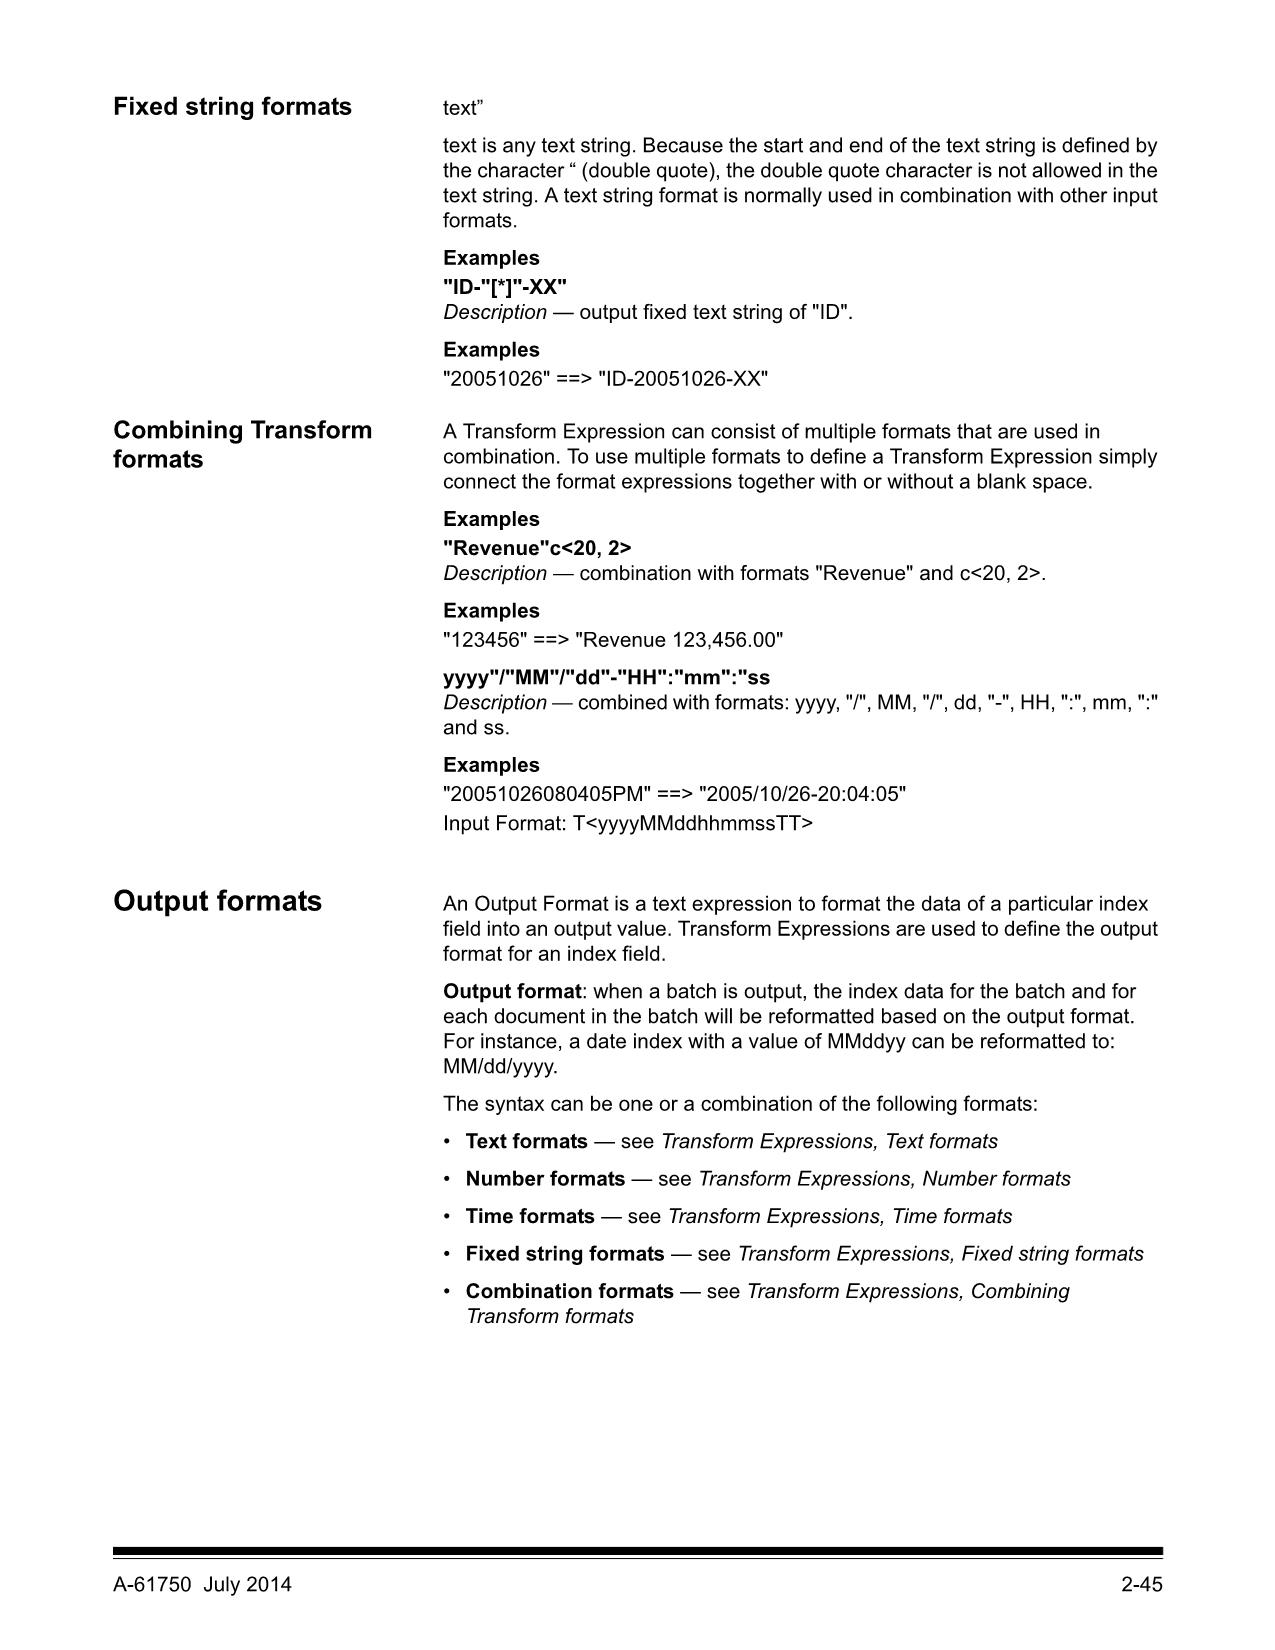 Fixed string formats
text”
text is any text string. Because the start and end of the text string is defined by
the character “ (double quote), the double quote character is not allowed in the
text string. A text string format is normally used in combination with other input
formats.
Examples
"ID-"[*]"-XX"
Description — output fixed text string of "ID".
Examples
"20051026" ==> "ID-20051026-XX"
Combining Transform
formats
A Transform Expression can consist of multiple formats that are used in
combination. To use multiple formats to define a Transform Expression simply
connect the format expressions together with or without a blank space.
Examples
"Revenue"c<20, 2>
Description — combination with formats "Revenue" and c<20, 2>.
Examples
"123456" ==> "Revenue 123,456.00"
yyyy"/"MM"/"dd"-"HH":"mm":"ss
Description — combined with formats: yyyy, "/", MM, "/", dd, "-", HH, ":", mm, ":"
and ss.
Examples
"20051026080405PM" ==> "2005/10/26-20:04:05"
Input Format: T<yyyyMMddhhmmssTT>
Output formats
An Output Format is a text expression to format the data of a particular index
field into an output value. Transform Expressions are used to define the output
format for an index field.
Output format: when a batch is output, the index data for the batch and for
each document in the batch will be reformatted based on the output format.
For instance, a date index with a value of MMddyy can be reformatted to:
MM/dd/yyyy.
The syntax can be one or a combination of the following formats:
• Text formats — see Transform Expressions, Text formats
• Number formats — see Transform Expressions, Number formats
• Time formats — see Transform Expressions, Time formats
• Fixed string formats — see Transform Expressions, Fixed string formats
• Combination formats — see Transform Expressions, Combining
Transform formats
A-61750 July 2014
2-45